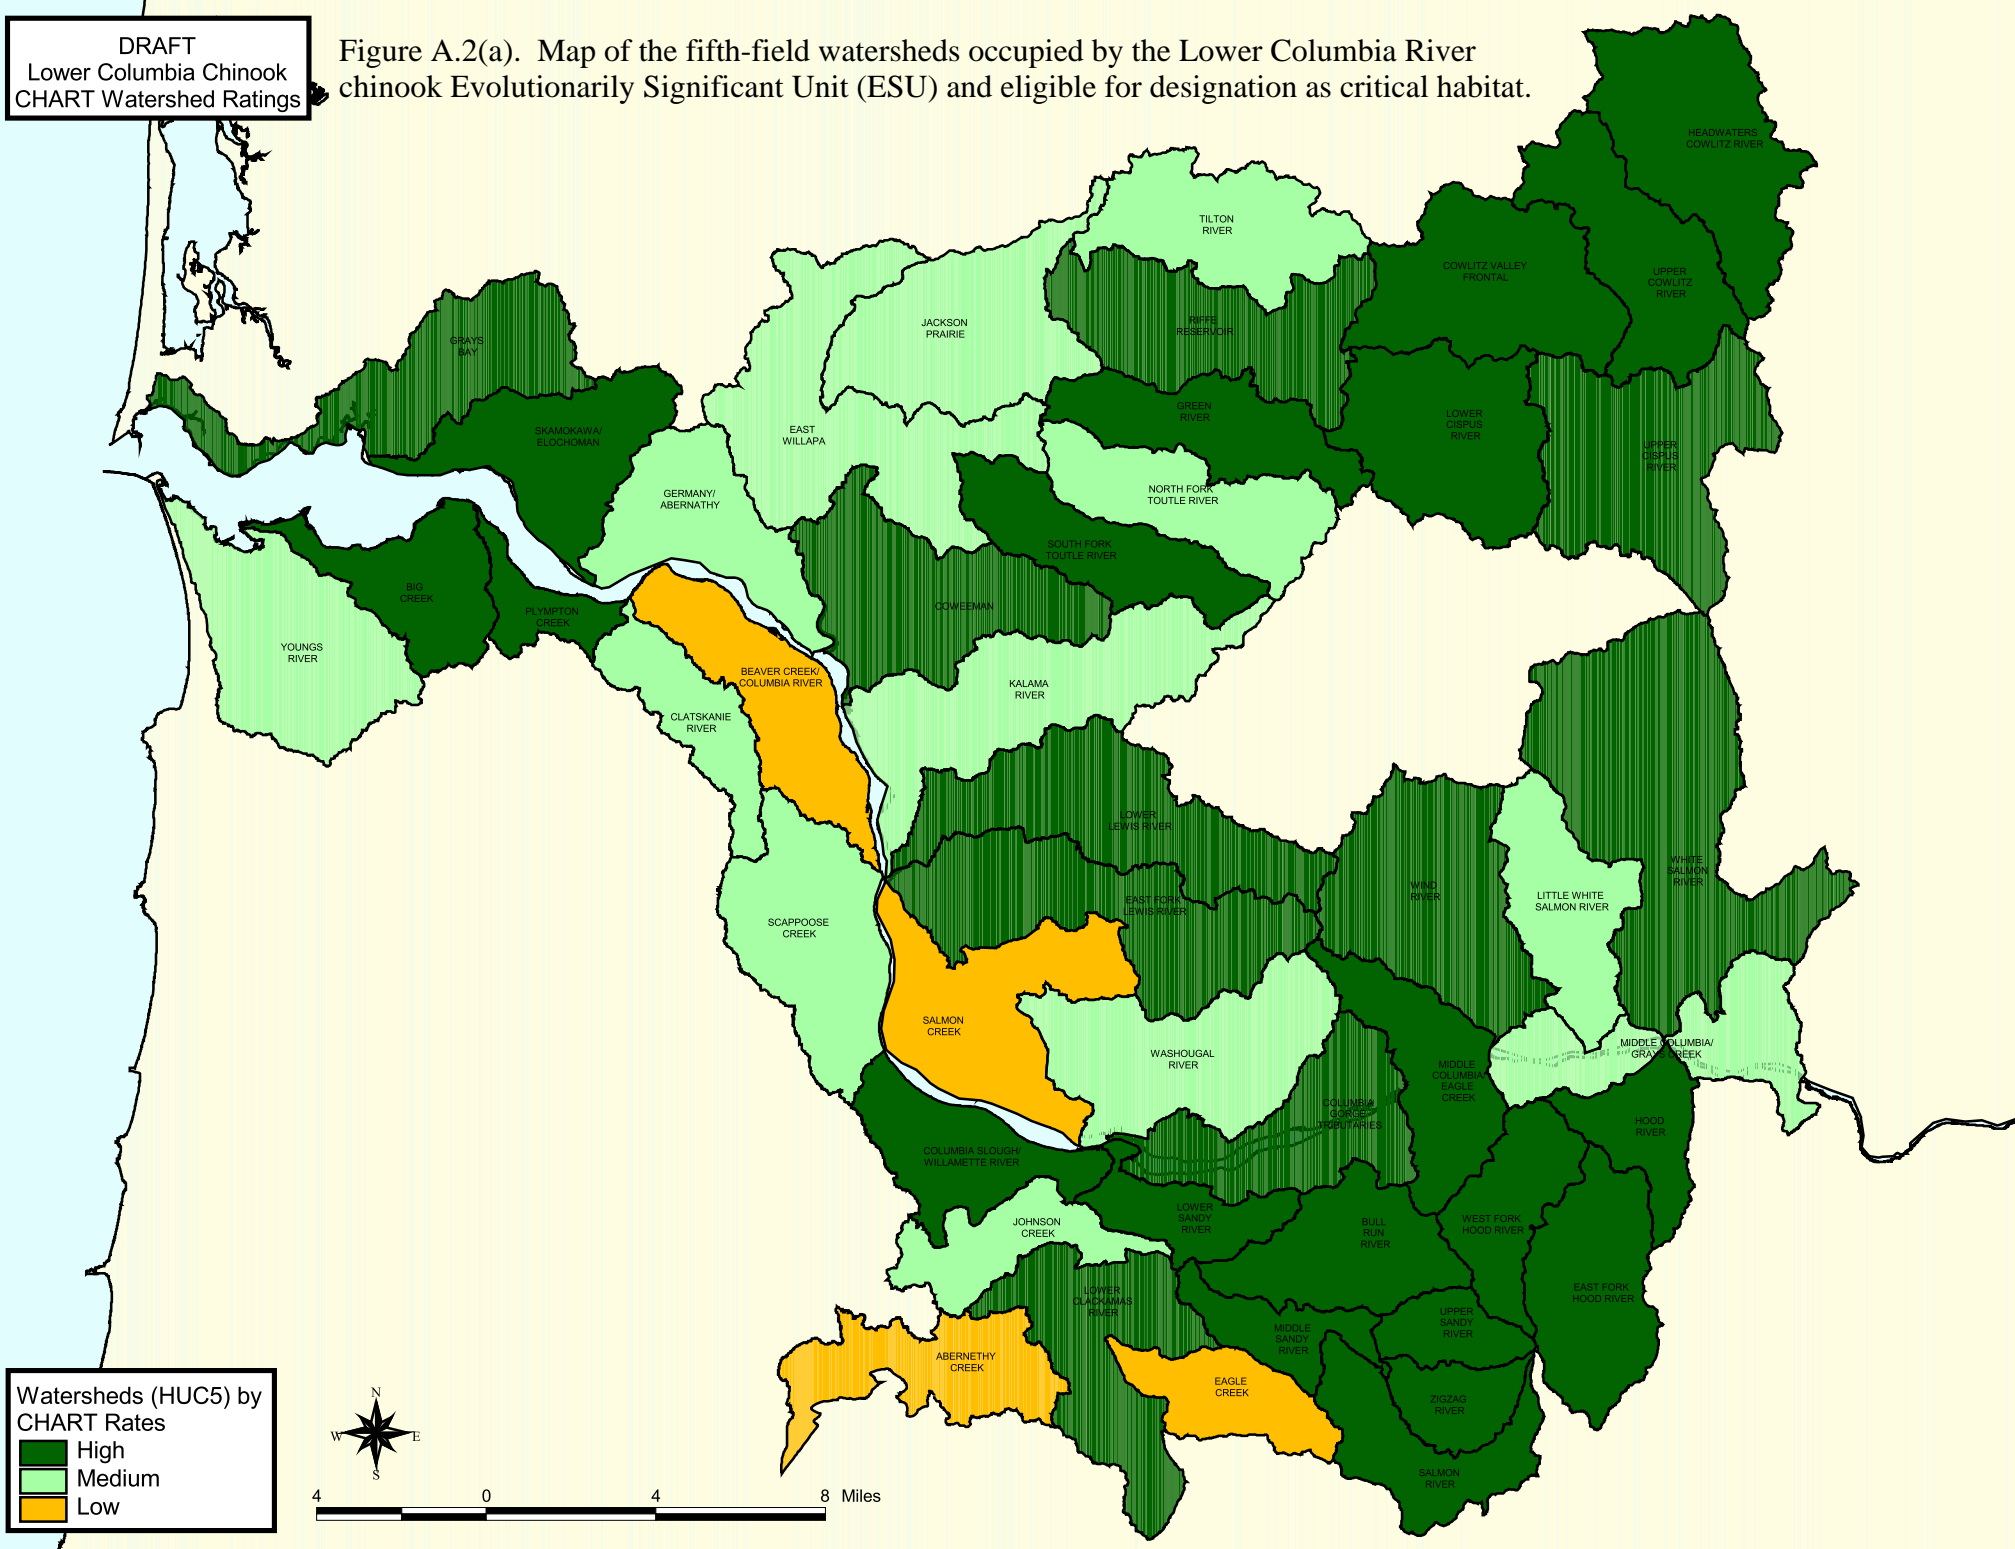 DRAFT
Lower Columbia Chinook
CHART Watershed Ratings
Figure A.2(a).  Map of the fifth-field watersheds occupied by the Lower Columbia River
chinook Evolutionarily Significant Unit (ESU) and eligible for designation as critical habitat.
HEADWATERS
COWLITZ RIVER
TILTON
RIVER
COWLITZ VALLEY
FRONTAL
UPPER
COWLITZ
RIVER
JACKSON
PRAIRIE
RIFFE
RESERVOIR
GRAYS
BAY
GREEN
RIVER
LOWER
CISPUS
RIVER
SKAMOKAWA/
ELOCHOMAN
EAST
WILLAPA
UPPER
CISPUS
RIVER
GERMANY/
ABERNATHY
NORTH FORK
TOUTLE RIVER
SOUTH FORK
TOUTLE RIVER
BIG
CREEK
PLYMPTON
CREEK
COWEEMAN
YOUNGS
RIVER
BEAVER CREEK/
COLUMBIA RIVER
KALAMA
RIVER
CLATSKANIE
RIVER
LOWER
LEWIS RIVER
WHITE
SALMON
RIVER
WIND
RIVER
LITTLE WHITE
SALMON RIVER
EAST FORK
LEWIS RIVER
SCAPPOOSE
CREEK
SALMON
CREEK
WASHOUGAL
RIVER
MIDDLE COLUMBIA/
GRAYS CREEK
MIDDLE
COLUMBIA/
EAGLE
CREEK
COLUMBIA
GORGE
TRIBUTARIES
HOOD
RIVER
COLUMBIA SLOUGH/
WILLAMETTE RIVER
LOWER
SANDY
RIVER
JOHNSON
CREEK
BULL
RUN
RIVER
WEST FORK
HOOD RIVER
EAST FORK
HOOD RIVER
LOWER
CLACKAMAS
RIVER
UPPER
SANDY
RIVER
MIDDLE
SANDY
RIVER
ABERNETHY
CREEK
EAGLE
CREEK
ZIGZAG
RIVER
SALMON
RIVER
Watersheds (HUC5) by
CHART Rates
High
Medium
Low
N
W E
S
4 0 4 8 Miles